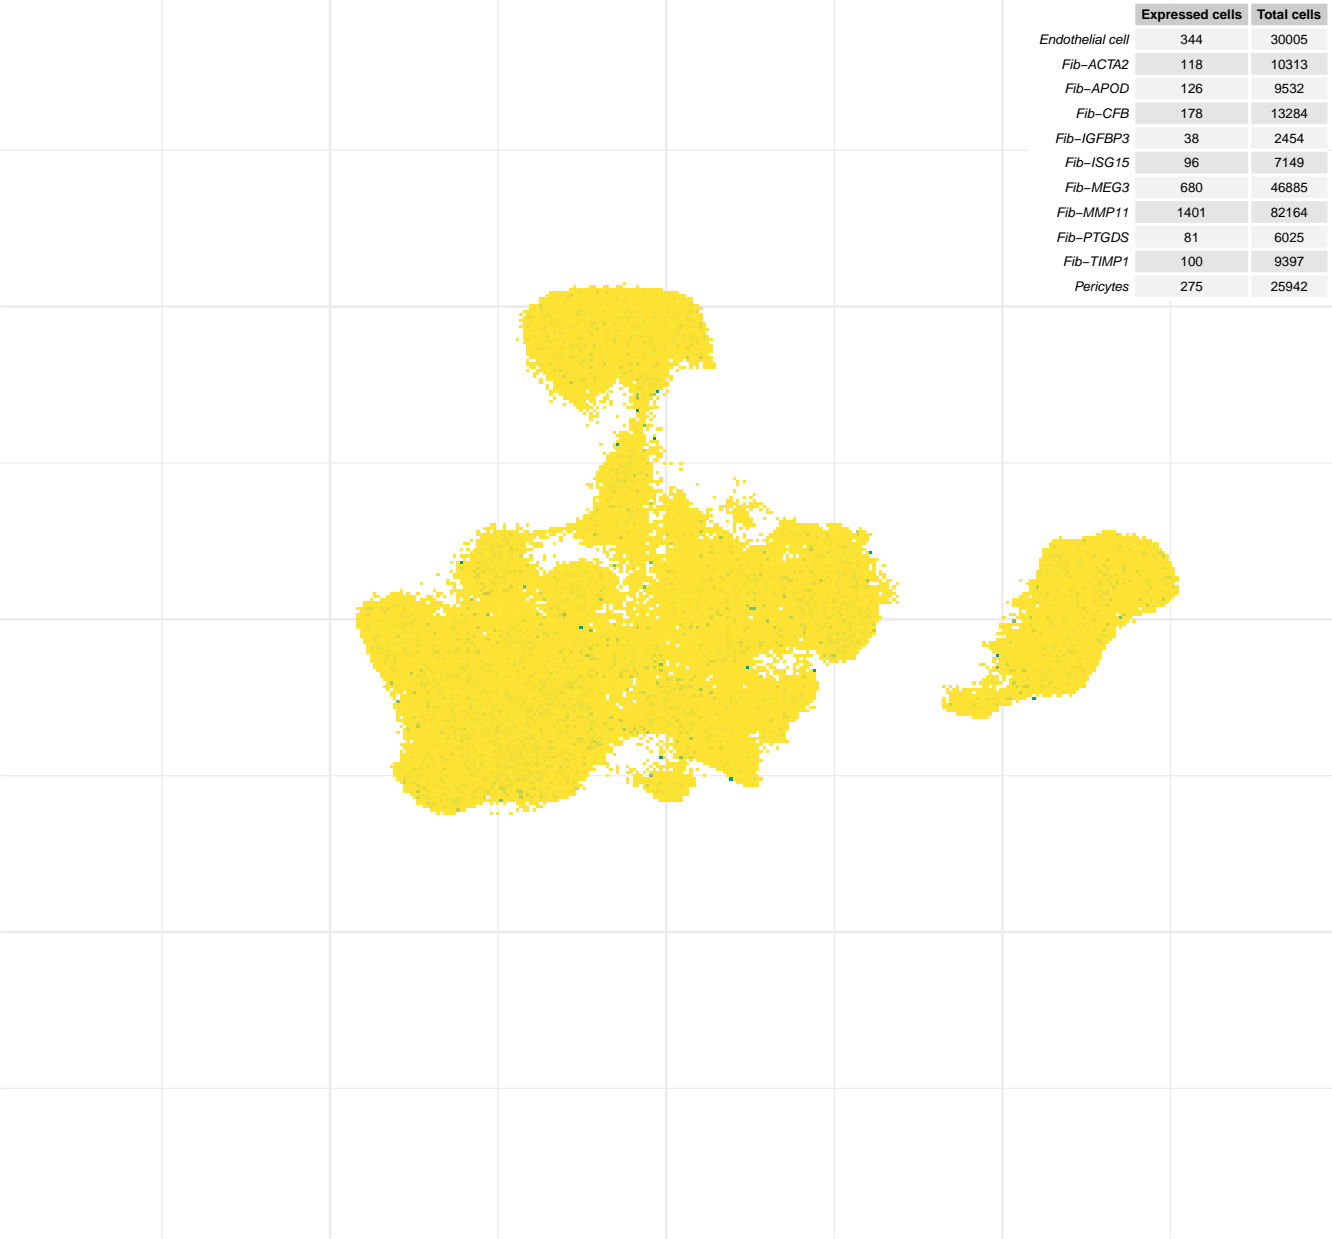 Expressed cells Total cells
Endothelial cell 344 30005
Fib−ACTA2 118 10313
Fib−APOD 126 9532
Fib−CFB 178 13284
Fib−IGFBP3 38 2454
Fib−ISG15 96 7149
Fib−MEG3 680 46885
Fib−MMP11 1401 82164
Fib−PTGDS 81 6025
Fib−TIMP1 100 9397
Pericytes 275 25942